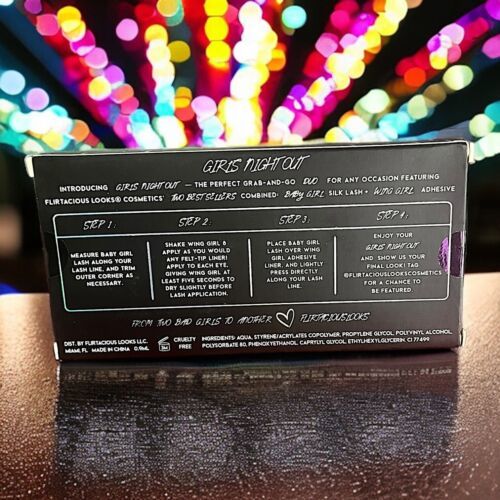 GIRLS NIGHT OUT
INTRODUCING GIRLS NIGHT OUT — THE PERFECT GRAB-AND-GO DUO FOR ANY OCCASION FEATURING
FLIRTACIOUS LOOKS® COSMETICS' TWO BEST SELLERS COMBINED: BABY GIRL SILK LASH + WING GIRL ADHESIVE
STEP 1:
MEASURE BABY GIRL
LASH ALONG YOUR
LASH LINE, AND TRIM
OUTER CORNER AS
NECESSARY.
STEP 2:
SHAKE WING GIRL &
APPLY AS YOU WOULD
ANY FELT-TIP LINER!
APPLY TO EACH EYE,
GIVING WING GIRL AT
LEAST FIVE SECONDS TO
DRY SLIGHTLY BEFORE
LASH APPLICATION.
STEP 3:
PLACE BABY GIRL
LASH OVER WING
GIRL ADHESIVE
LINER, AND LIGHTLY
PRESS DIRECTLY
ALONG YOUR LASH
LINE.
STEP 4:
ENJOY YOUR
GIRLS NIGHT OUT
AND SHOW US YOUR
FINAL LOOK! TAG
@FLIRTACIOUSLOOKSCOSMETICS
FOR A CHANCE TO
BE FEATURED.
FROM TWO BAD GIRLS TO ANOTHER FLIRTACIOUSLOOKS
DIST. BY FLIRTACIOUS LOOKS LLC.
MIAMI, FL MADE IN CHINA 0.9mL
CRUELTY
FREE
INGREDIENTS: AQUA, STYRENE/ACRYLATES COPOLYMER, PROPYLENE GLYCOL, POLYVINYL ALCOHOL,
POLYSORBATE 80, PHENOXYETHANOL, CAPRYLYL GLYCOL, ETHYLHEXYLGLYCERIN, CI 77499